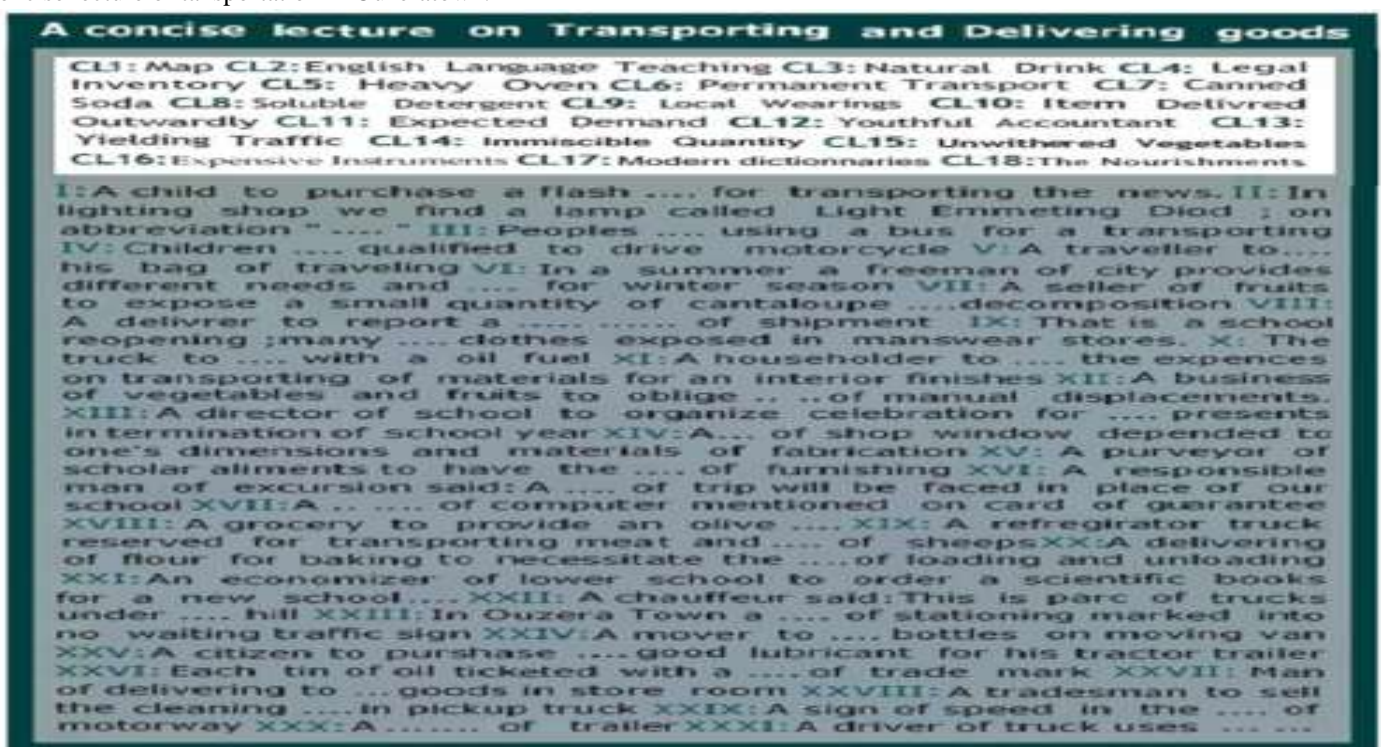 A concise lecture on Transporting and Delivering goods
CL1: Map CL2: English Language Teaching CL3: Natural Drink CL4: Legal
Inventory CL5: Heavy Oven CL6: Permanent Transport CL7: Canned
Soda CL8: Soluble Detergent CL9: Local Wearings CL10: Item Delivred
Outwardly CL11: Expected Demand CL12: Youthful Accountant CL13:
Yielding Traffic CL14: Immiscible Quantity CL15: Unwithered Vegetables
CL16: Expensive Instruments CL17: Modern dictionnaries CL18: The Nourishments
I: A child to purchase a flash .... for transporting the news. II: In
lighting shop we find a lamp called Light Emmeting Diod ; on
abbreviation " .... " III: Peoples .... using a bus for a transporting
IV: Children .... qualified to drive motorcycle V: A traveller to....
his bag of traveling VI: In a summer a freeman of city provides
different needs and .... for winter season VII: A seller of fruits
to expose a small quantity of cantaloupe ....decomposition VIII:
A delivrer to report a ..... ...... of shipment IX: That is a school
reopening ;many .... clothes exposed in manswear stores. X: The
truck to .... with a oil fuel XI: A householder to .... the expences
on transporting of materials for an interior finishes XII: A business
of vegetables and fruits to oblige .. .. of manual displacements.
XIII: A director of school to organize celebration for .... presents
in termination of school year XIV: A... of shop window depended to
one's dimensions and materials of fabrication XV: A purveyor of
scholar aliments to have the .... of furnishing XVI: A responsible
man of excursion said: A .... of trip will be faced in place of our
school XVII: A .. ..... of computer mentioned on card of guarantee
XVIII: A grocery to provide an olive .... XIX: A refregirator truck
reserved for transporting meat and .... of sheeps XX: A delivering
of flour for baking to necessitate the ....of loading and unloading
XXI: An economizer of lower school to order a scientific books
for a new school.... XXII: A chauffeur said: This is parc of trucks
under .... hill XXIII: In Ouzera Town a .... of stationing marked into
no waiting traffic sign XXIV: A mover to .... bottles on moving van
XXV: A citizen to purshase ....good lubricant for his tractor trailer
XXVI: Each tin of oil ticketed with a .... of trade mark XXVII: Man
of delivering to ... goods in store room XXVIII: A tradesman to sell
the cleaning ....in pickup truck XXIX: A sign of speed in the .... of
motorway XXX: A ....... of trailer XXXI: A driver of truck uses .... ...